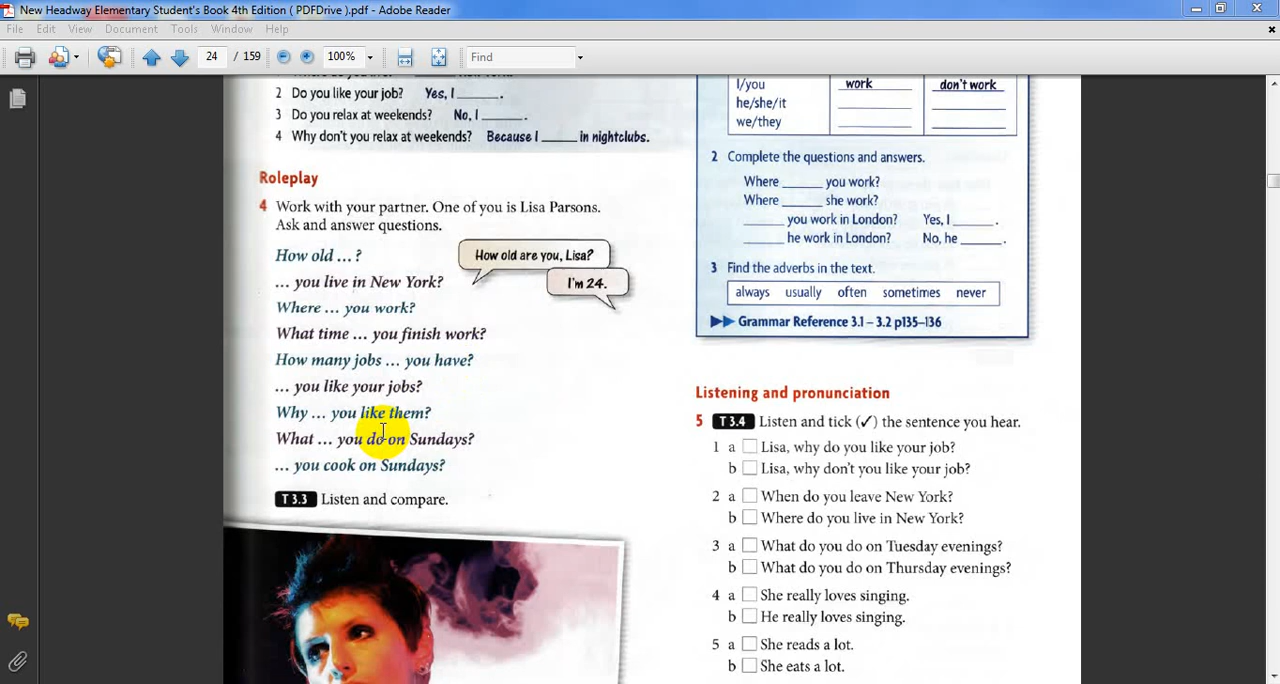 New Headway Elementary Student's Book 4th Edition ( PDFDrive ).pdf - Adobe Reader
File Edit View Document Tools Window Help
24 / 159 100% Find
2 Do you like your job? Yes, I ______.
3 Do you relax at weekends? No, I ______.
4 Why don't you relax at weekends? Because I ______ in nightclubs.
Roleplay
4 Work with your partner. One of you is Lisa Parsons.
Ask and answer questions.
How old … ?
… you live in New York?
Where … you work?
What time … you finish work?
How many jobs … you have?
… you like your jobs?
Why … you like them?
What … you do on Sundays?
… you cook on Sundays?
How old are you, Lisa?
I'm 24.
T 3.3 Listen and compare.
I/you work don't work
he/she/it ______ ______
we/they ______ ______
2 Complete the questions and answers.
Where ______ you work?
Where ______ she work?
______ you work in London? Yes, I ______.
______ he work in London? No, he ______.
3 Find the adverbs in the text.
always usually often sometimes never
▶▶ Grammar Reference 3.1 – 3.2 p135–136
Listening and pronunciation
5 T 3.4 Listen and tick (✓) the sentence you hear.
1 a □ Lisa, why do you like your job?
b □ Lisa, why don't you like your job?
2 a □ When do you leave New York?
b □ Where do you live in New York?
3 a □ What do you do on Tuesday evenings?
b □ What do you do on Thursday evenings?
4 a □ She really loves singing.
b □ He really loves singing.
5 a □ She reads a lot.
b □ She eats a lot.